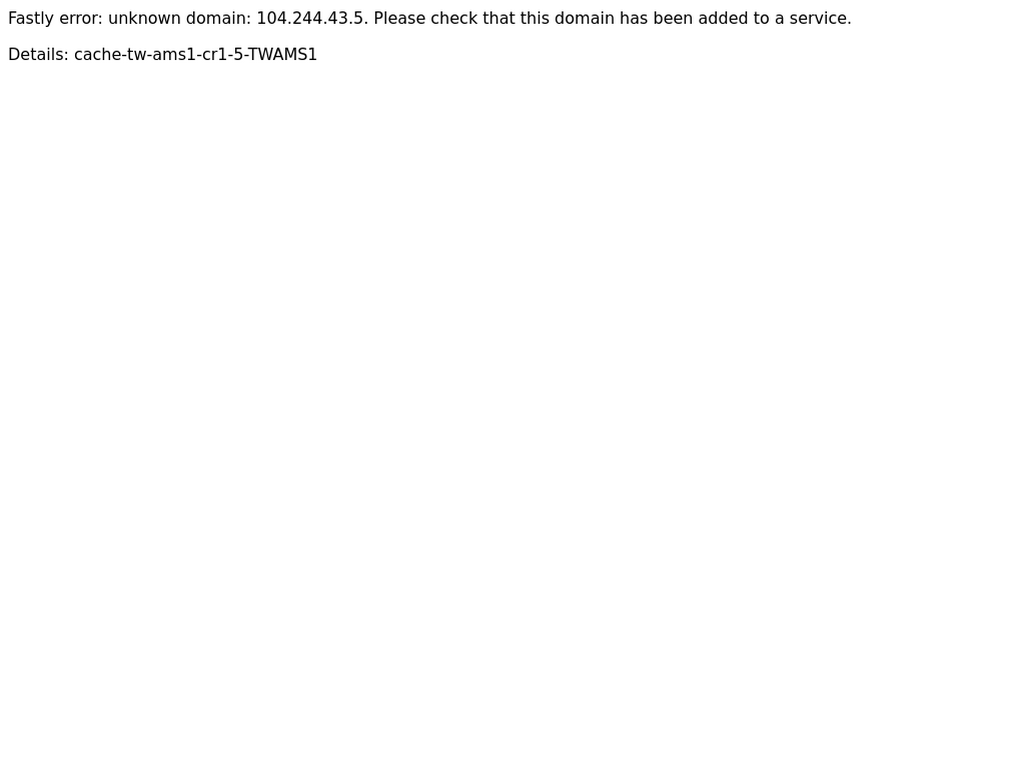 Fastly error: unknown domain: 104.244.43.5. Please check that this domain has been added to a service.
Details: cache-tw-ams1-cr1-5-TWAMS1